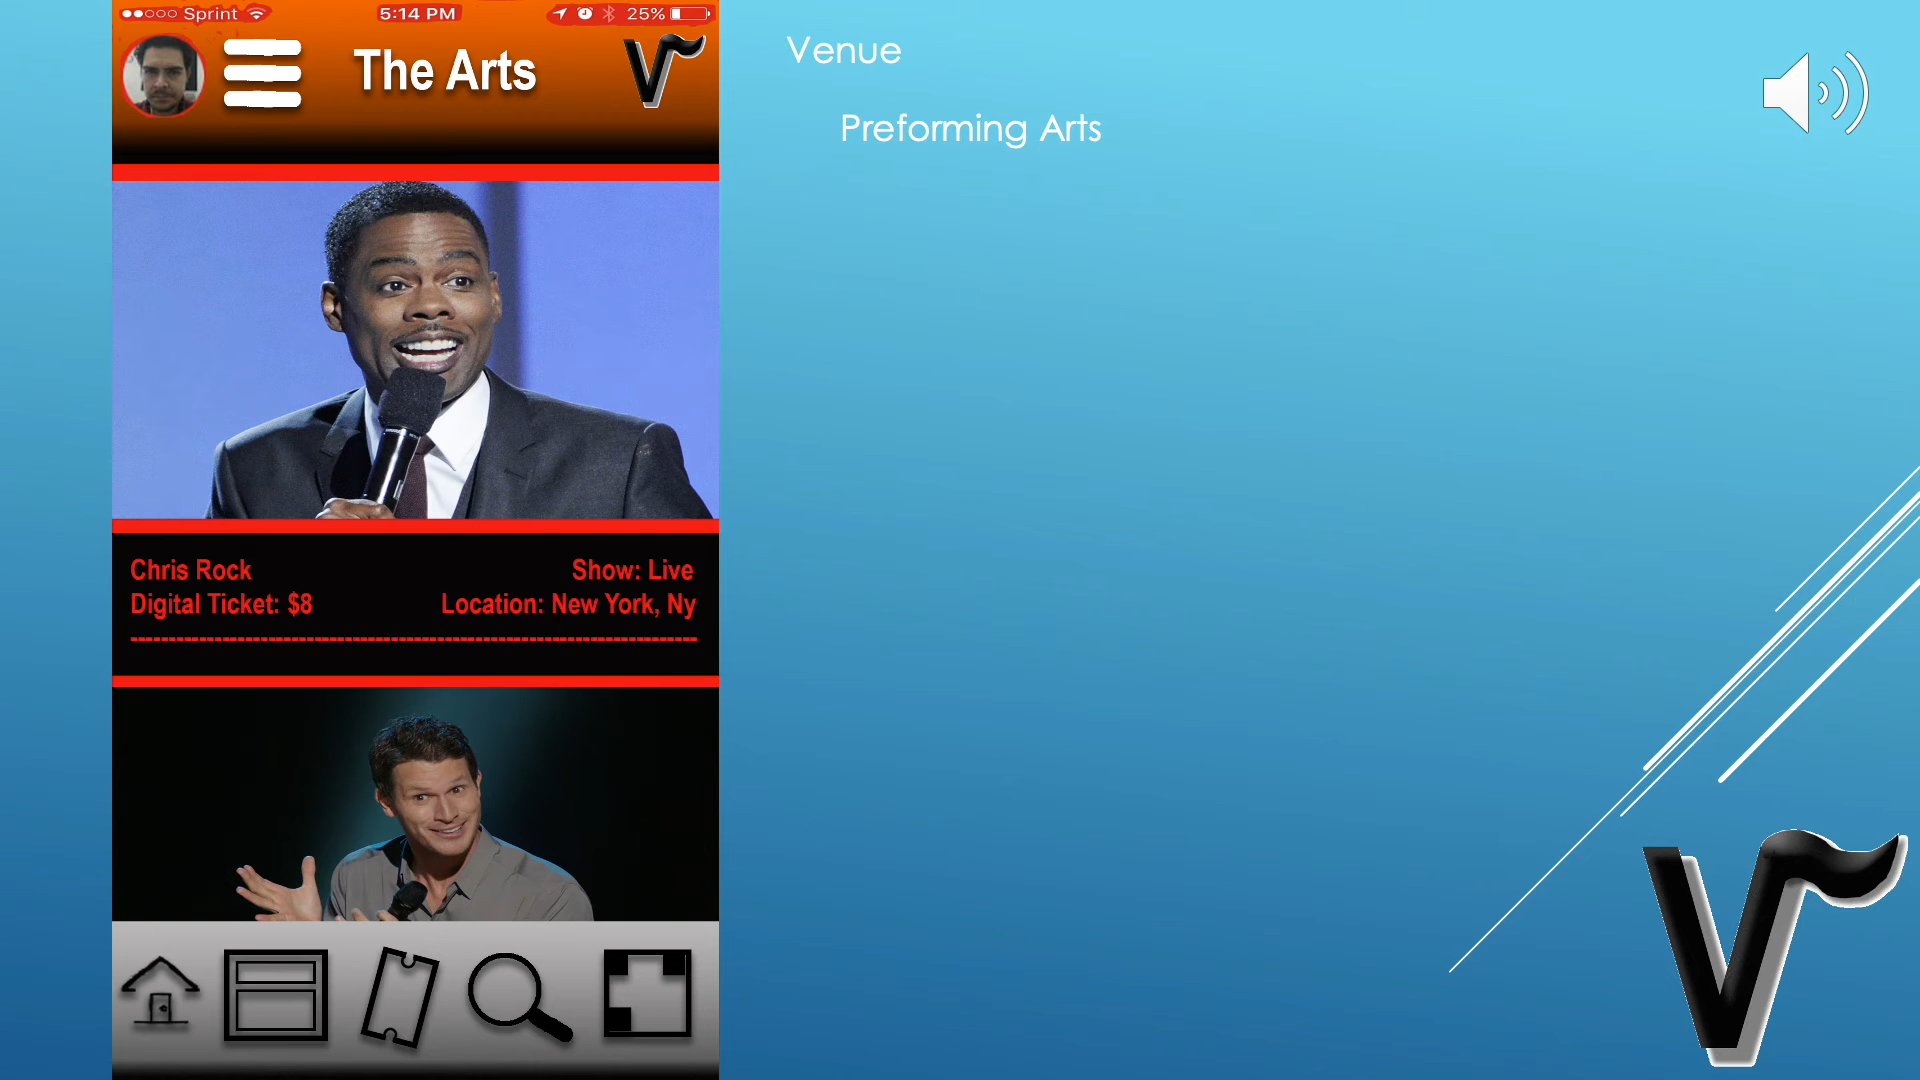 Sprint 5:14 PM 25%
The Arts
Chris Rock Show: Live
Digital Ticket: $8 Location: New York, Ny
Venue
Preforming Arts
V